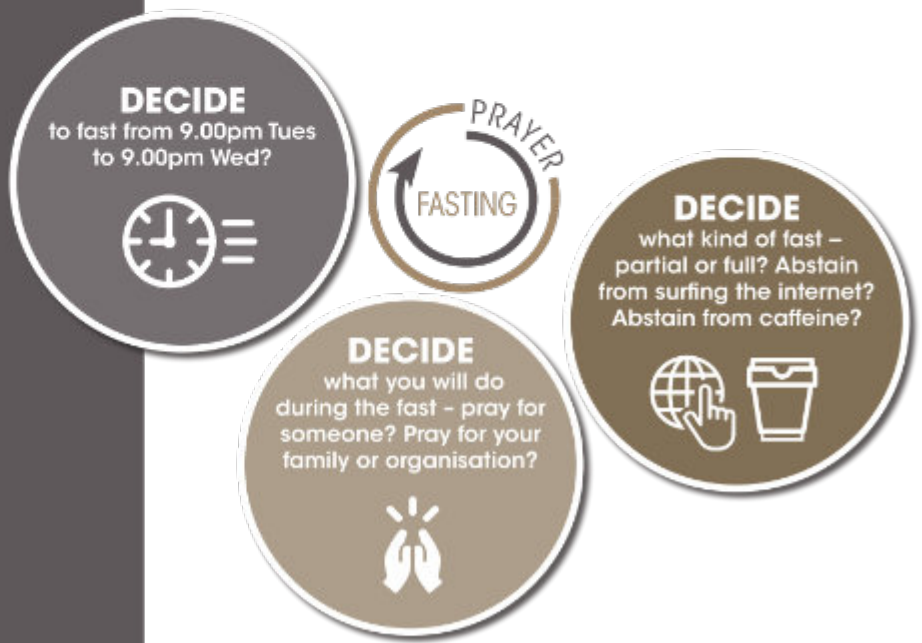 DECIDE
to fast from 9.00pm Tues
to 9.00pm Wed?
PRAYER
FASTING
DECIDE
what kind of fast –
partial or full? Abstain
from surfing the internet?
Abstain from caffeine?
DECIDE
what you will do
during the fast – pray for
someone? Pray for your
family or organisation?